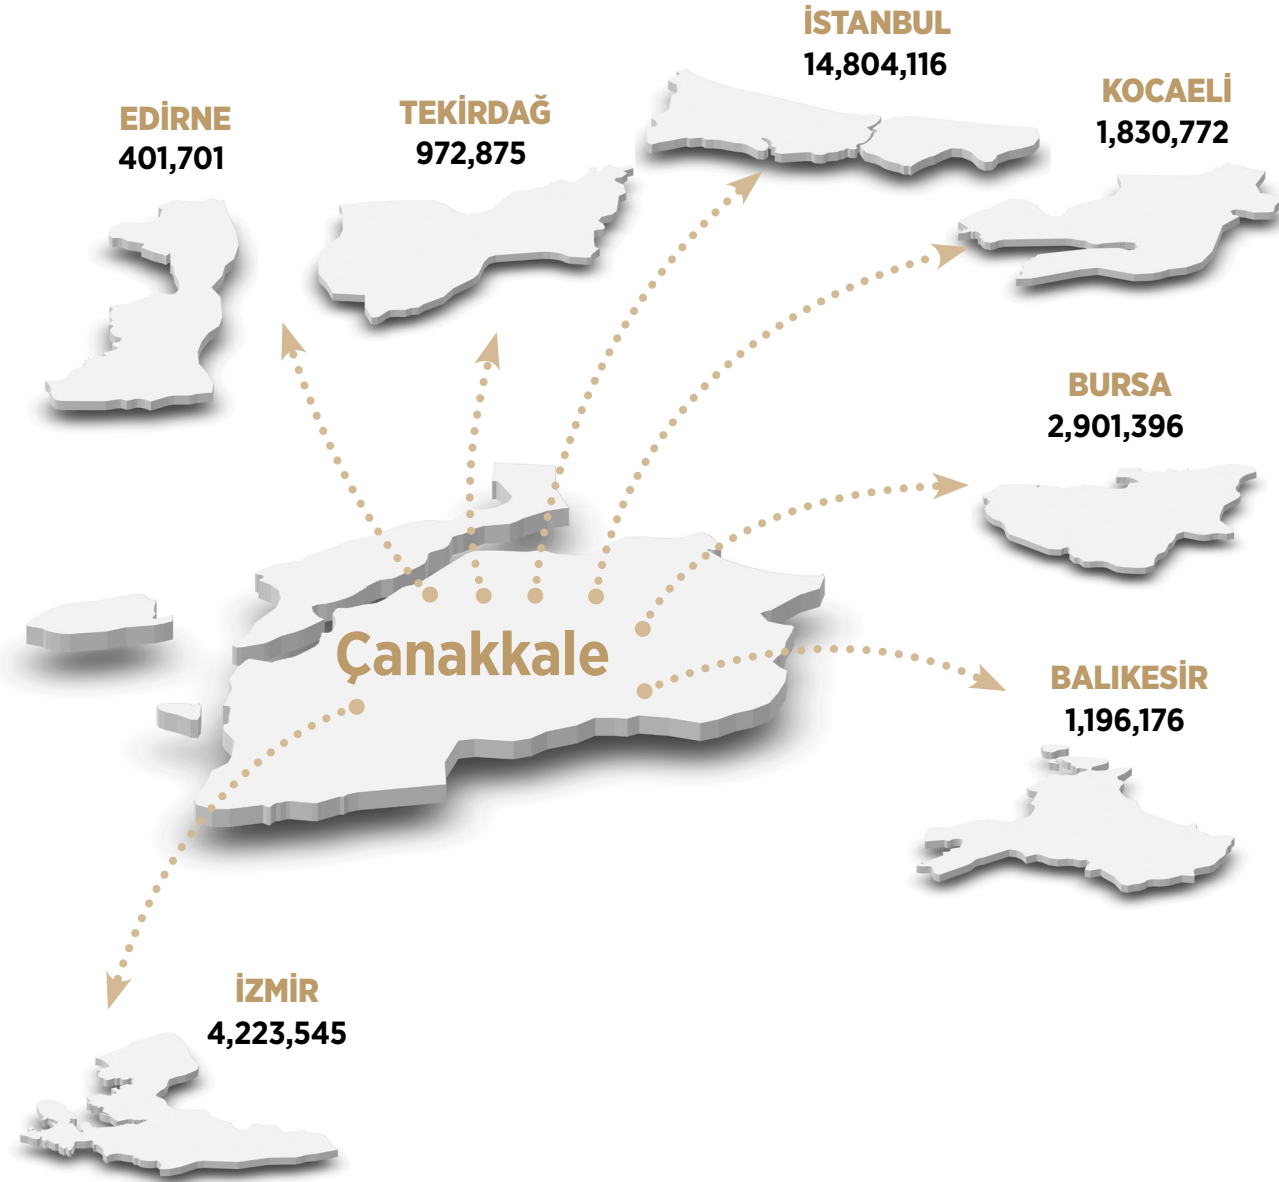 İSTANBUL
14,804,116
KOCAELİ
1,830,772
EDİRNE
401,701
TEKİRDAĞ
972,875
BURSA
2,901,396
Çanakkale
BALIKESİR
1,196,176
İZMİR
4,223,545